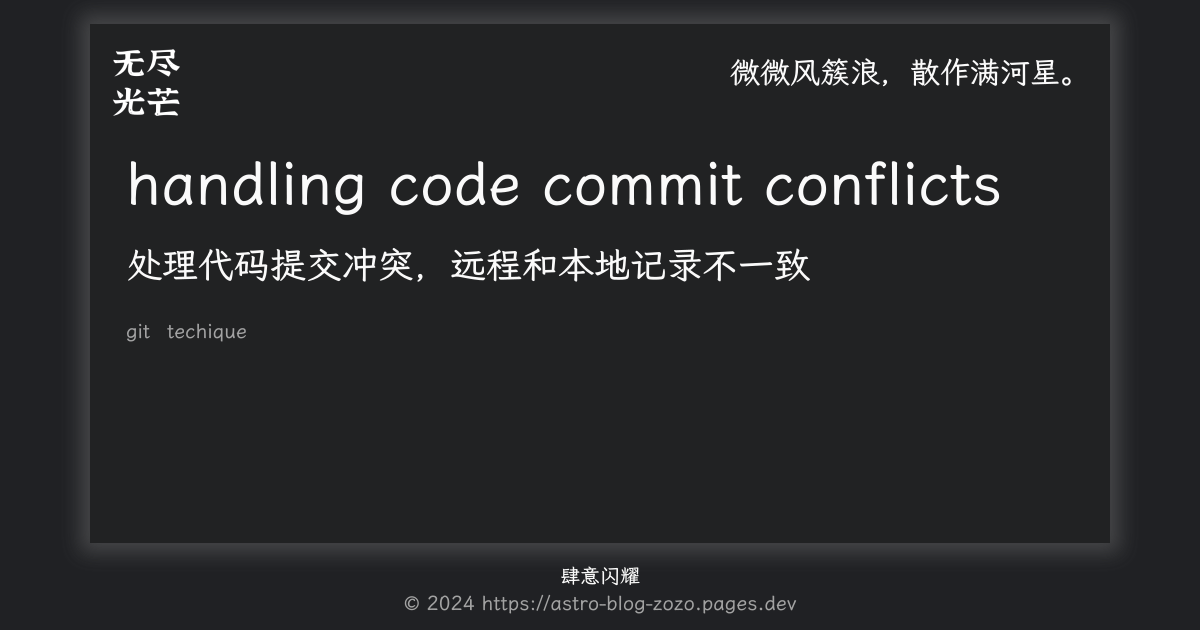 无尽
光芒
微微风簇浪，散作满河星。
handling code commit conflicts
处理代码提交冲突，远程和本地记录不一致
git techique
肆意闪耀
© 2024 https://astro-blog-zozo.pages.dev